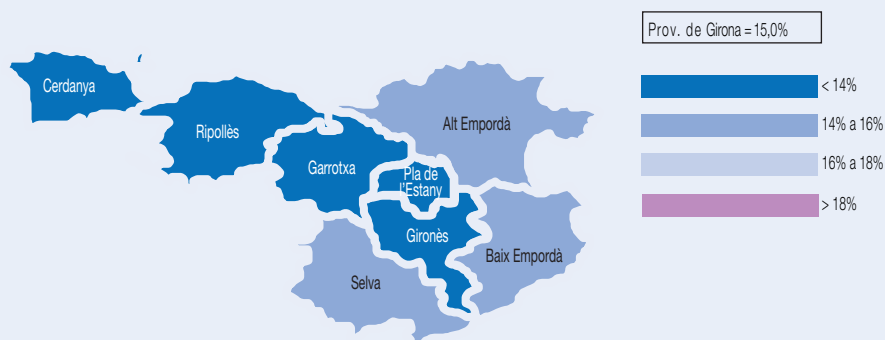 Prov. de Girona = 15,0%
< 14%
14% a 16%
16% a 18%
> 18%
Cerdanya
Ripollès
Alt Empordà
Garrotxa
Pla de
l'Estany
Gironès
Baix Empordà
Selva